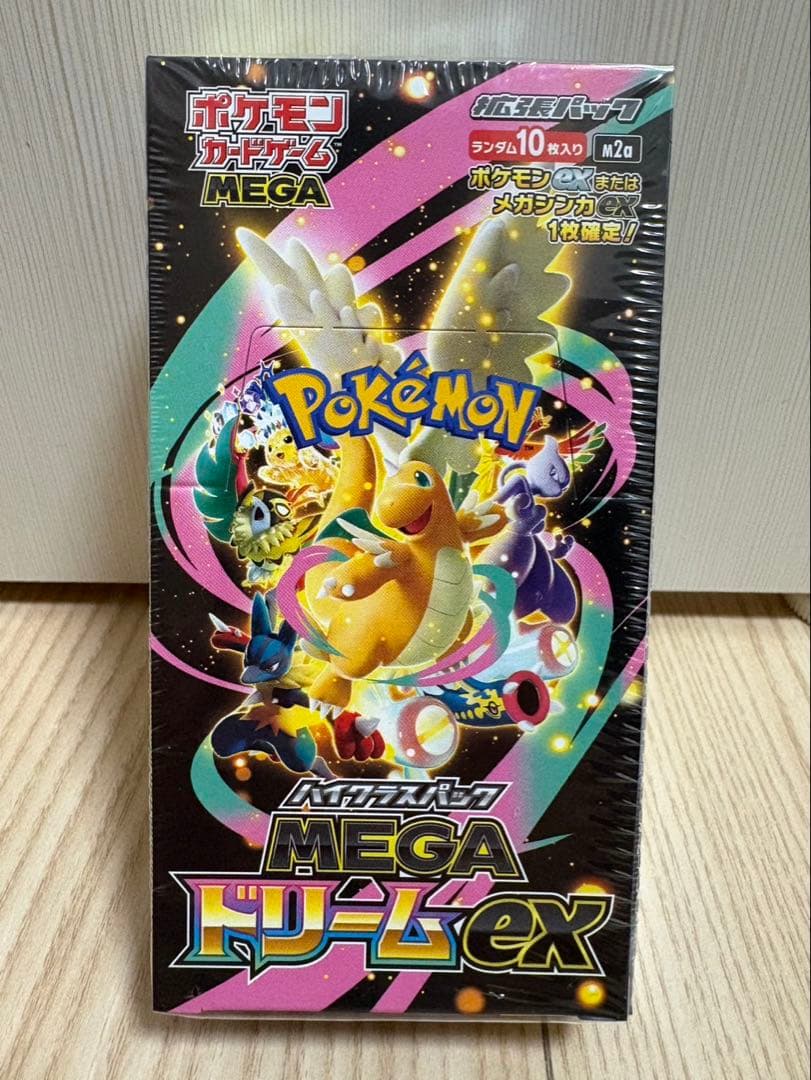 ポケモン
カードゲーム™
MEGA
拡張パック
ランダム10枚入り
M2a
ポケモンexまたは
メガシンカex
1枚確定!
POKéMON
TM
ハイクラスパック
MEGA
ドリームex